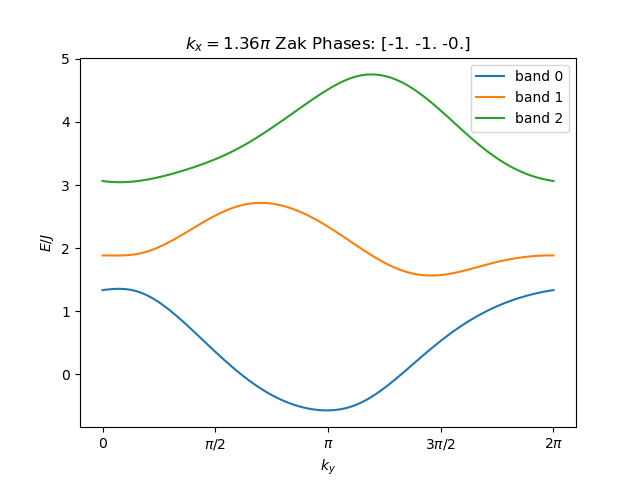 $k_x = 1.36\pi$ Zak Phases: [-1. -1. -0.]
5
4
3
2
1
0
E/J
band 0
band 1
band 2
0
π/2
π
3π/2
2π
$k_y$